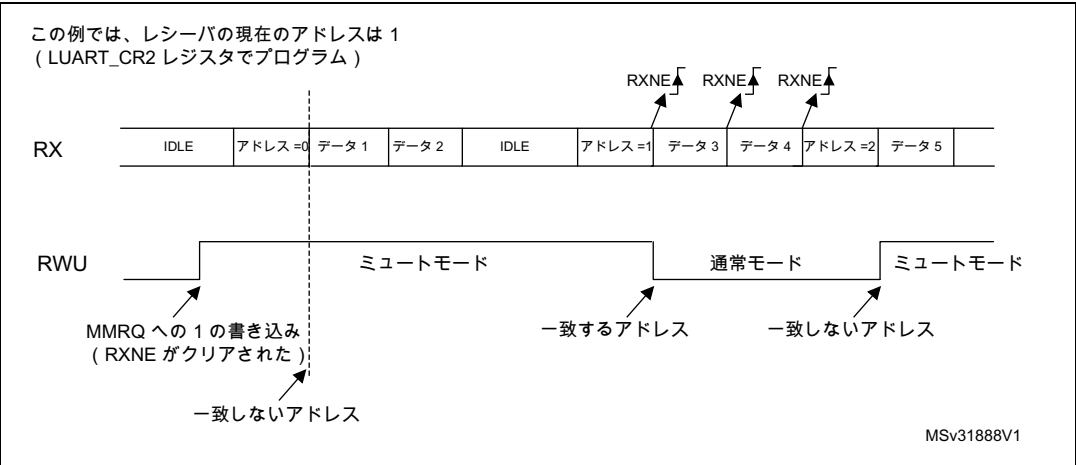 この例では、レシーバの現在のアドレスは 1
( LUART_CR2 レジスタでプログラム )
RXNE RXNE RXNE
RX IDLE アドレス =0 データ 1 データ 2 IDLE アドレス =1 データ 3 データ 4 アドレス =2 データ 5
RWU ミュートモード 通常モード ミュートモード
MMRQ への 1 の書き込み 一致するアドレス 一致しないアドレス
( RXNE がクリアされた )
一致しないアドレス
MSv31888V1